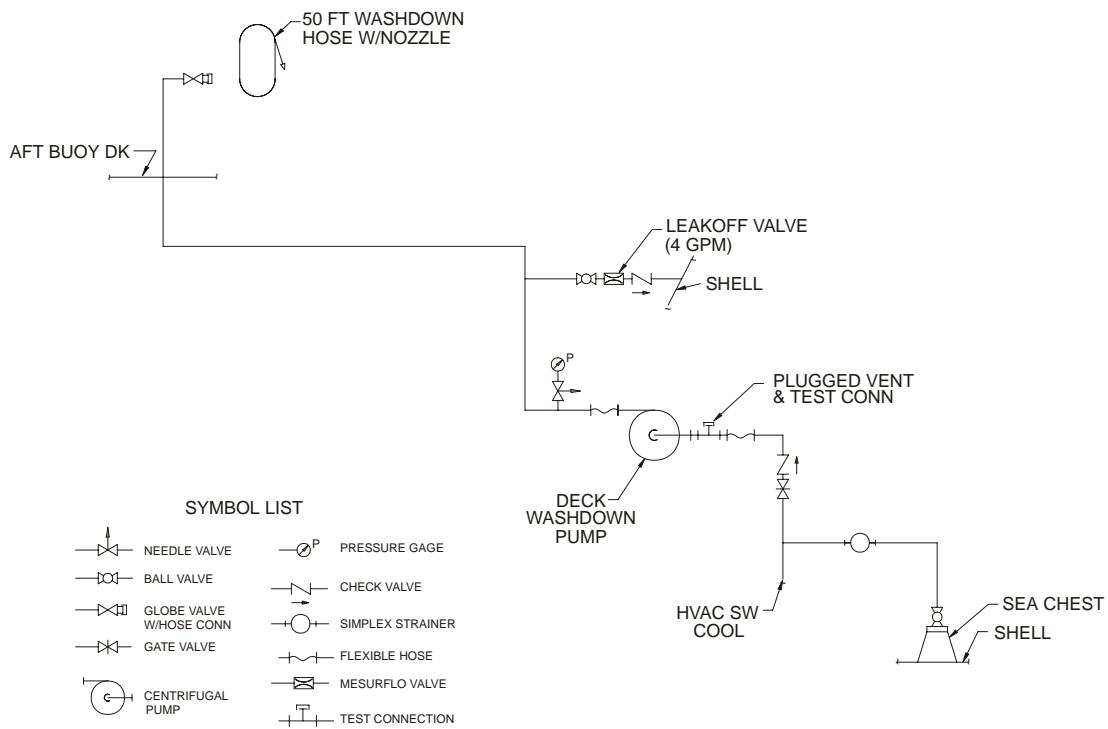 50 FT WASHDOWN
HOSE W/NOZZLE
AFT BUOY DK
LEAKOFF VALVE
(4 GPM)
SHELL
P
PLUGGED VENT
& TEST CONN
DECK
WASHDOWN
PUMP
HVAC SW
COOL
SEA CHEST
SHELL
SYMBOL LIST
NEEDLE VALVE
BALL VALVE
GLOBE VALVE
W/HOSE CONN
GATE VALVE
CENTRIFUGAL
PUMP
P
PRESSURE GAGE
CHECK VALVE
SIMPLEX STRAINER
FLEXIBLE HOSE
MESURFLO VALVE
TEST CONNECTION